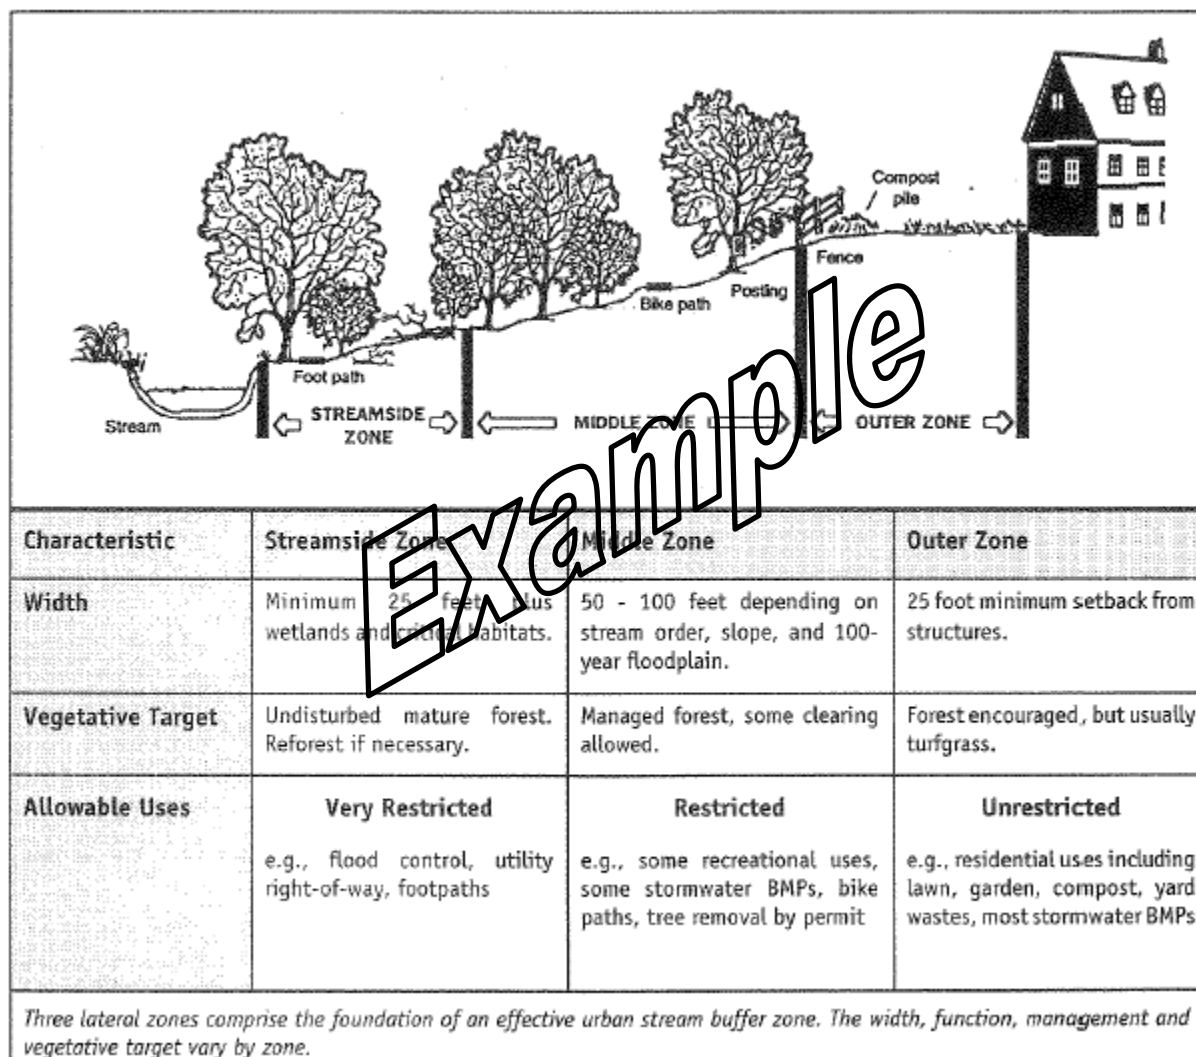 Compost
pile
Fence
Posting
Bike path
Foot path
Stream
STREAMSIDE
ZONE
MIDDLE ZONE
OUTER ZONE
Example
Characteristic
Streamside Zone
Middle Zone
Outer Zone
Width
Minimum 25 feet plus
wetlands and critical habitats.
50 - 100 feet depending on
stream order, slope, and 100-
year floodplain.
25 foot minimum setback from
structures.
Vegetative Target
Undisturbed mature forest.
Reforest if necessary.
Managed forest, some clearing
allowed.
Forest encouraged, but usually
turfgrass.
Allowable Uses
Very Restricted
e.g., flood control, utility
right-of-way, footpaths
Restricted
e.g., some recreational uses,
some stormwater BMPs, bike
paths, tree removal by permit
Unrestricted
e.g., residential uses including
lawn, garden, compost, yard
wastes, most stormwater BMPs
Three lateral zones comprise the foundation of an effective urban stream buffer zone. The width, function, management and
vegetative target vary by zone.